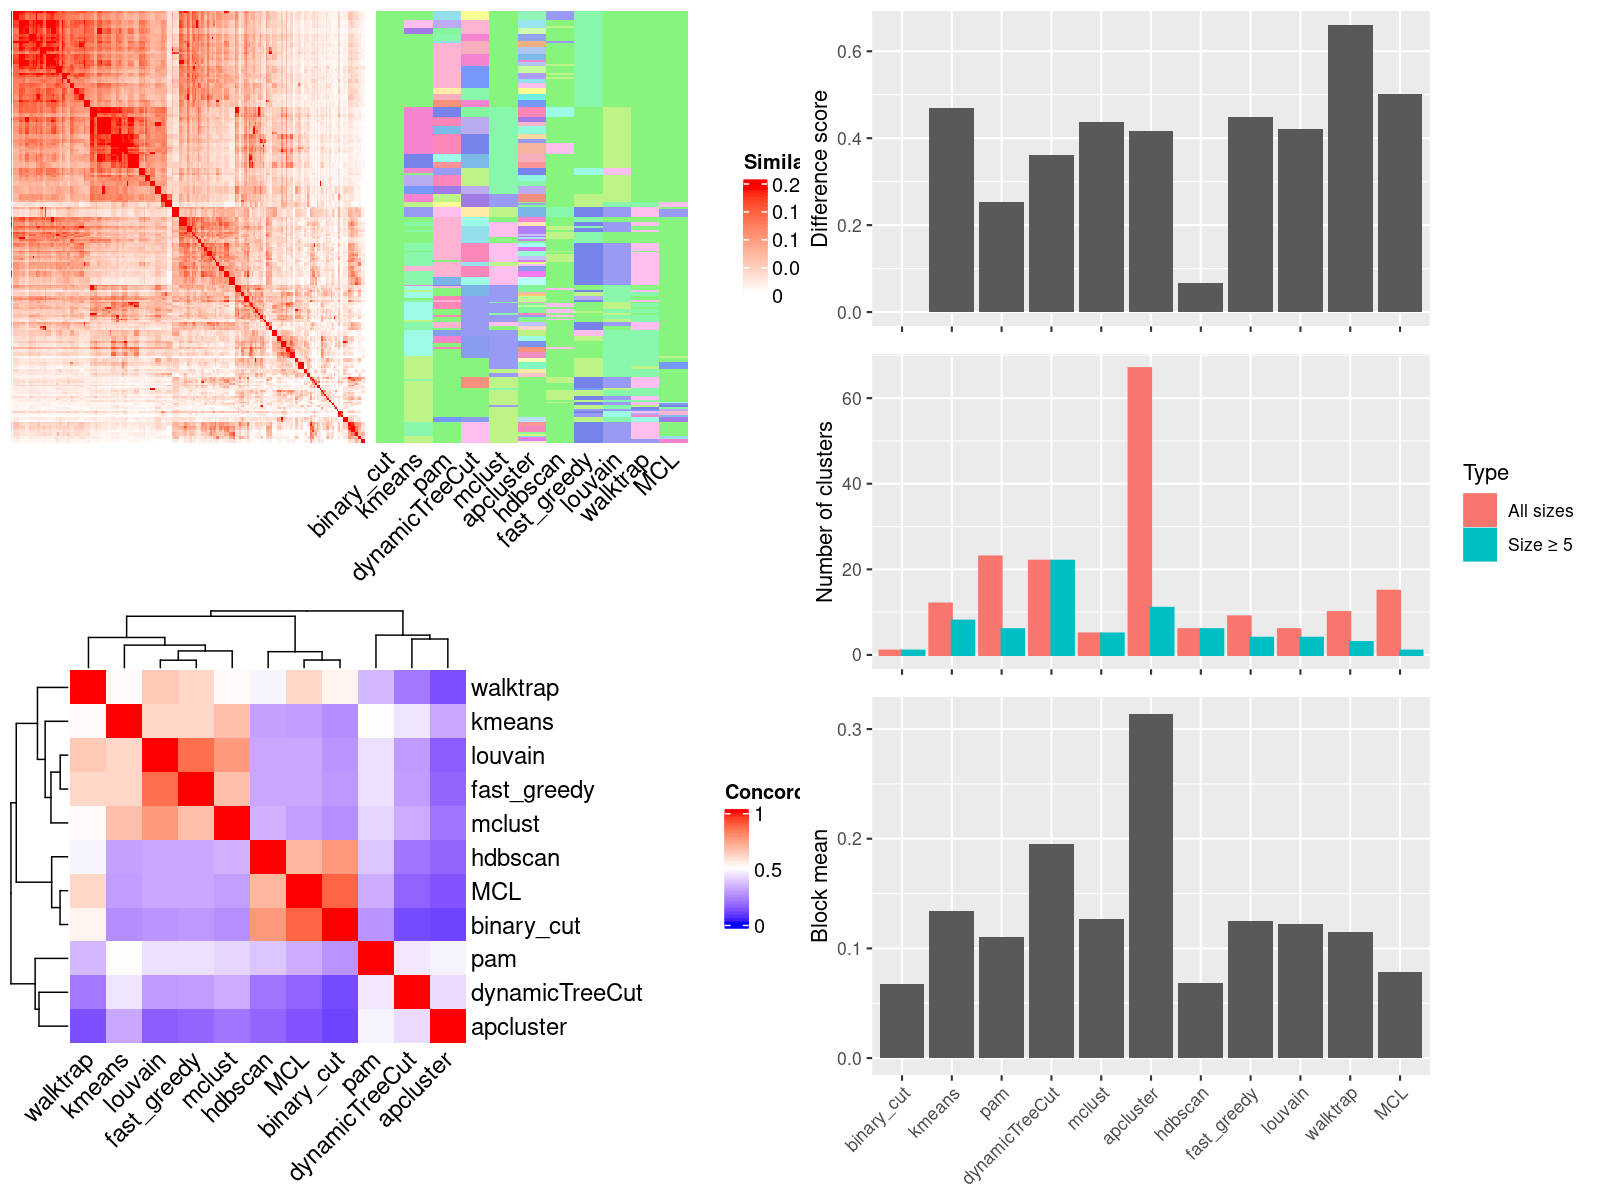 Simila
0.2
0.1
0.1
0.0
0
binary_cut
kmeans
pam
dynamicTreeCut
mclust
apcluster
hdbscan
fast_greedy
louvain
walktrap
MCL
walktrap
kmeans
louvain
fast_greedy
mclust
hdbscan
MCL
binary_cut
pam
dynamicTreeCut
apcluster
walktrap
kmeans
louvain
fast_greedy
mclust
hdbscan
MCL
binary_cut
pam
dynamicTreeCut
apcluster
Concord
1
0.5
0
Difference score
0.6
0.4
0.2
0.0
Number of clusters
60
40
20
0
Type
All sizes
Size ≥ 5
Block mean
0.3
0.2
0.1
0.0
binary_cut
kmeans
pam
dynamicTreeCut
mclust
apcluster
hdbscan
fast_greedy
louvain
walktrap
MCL